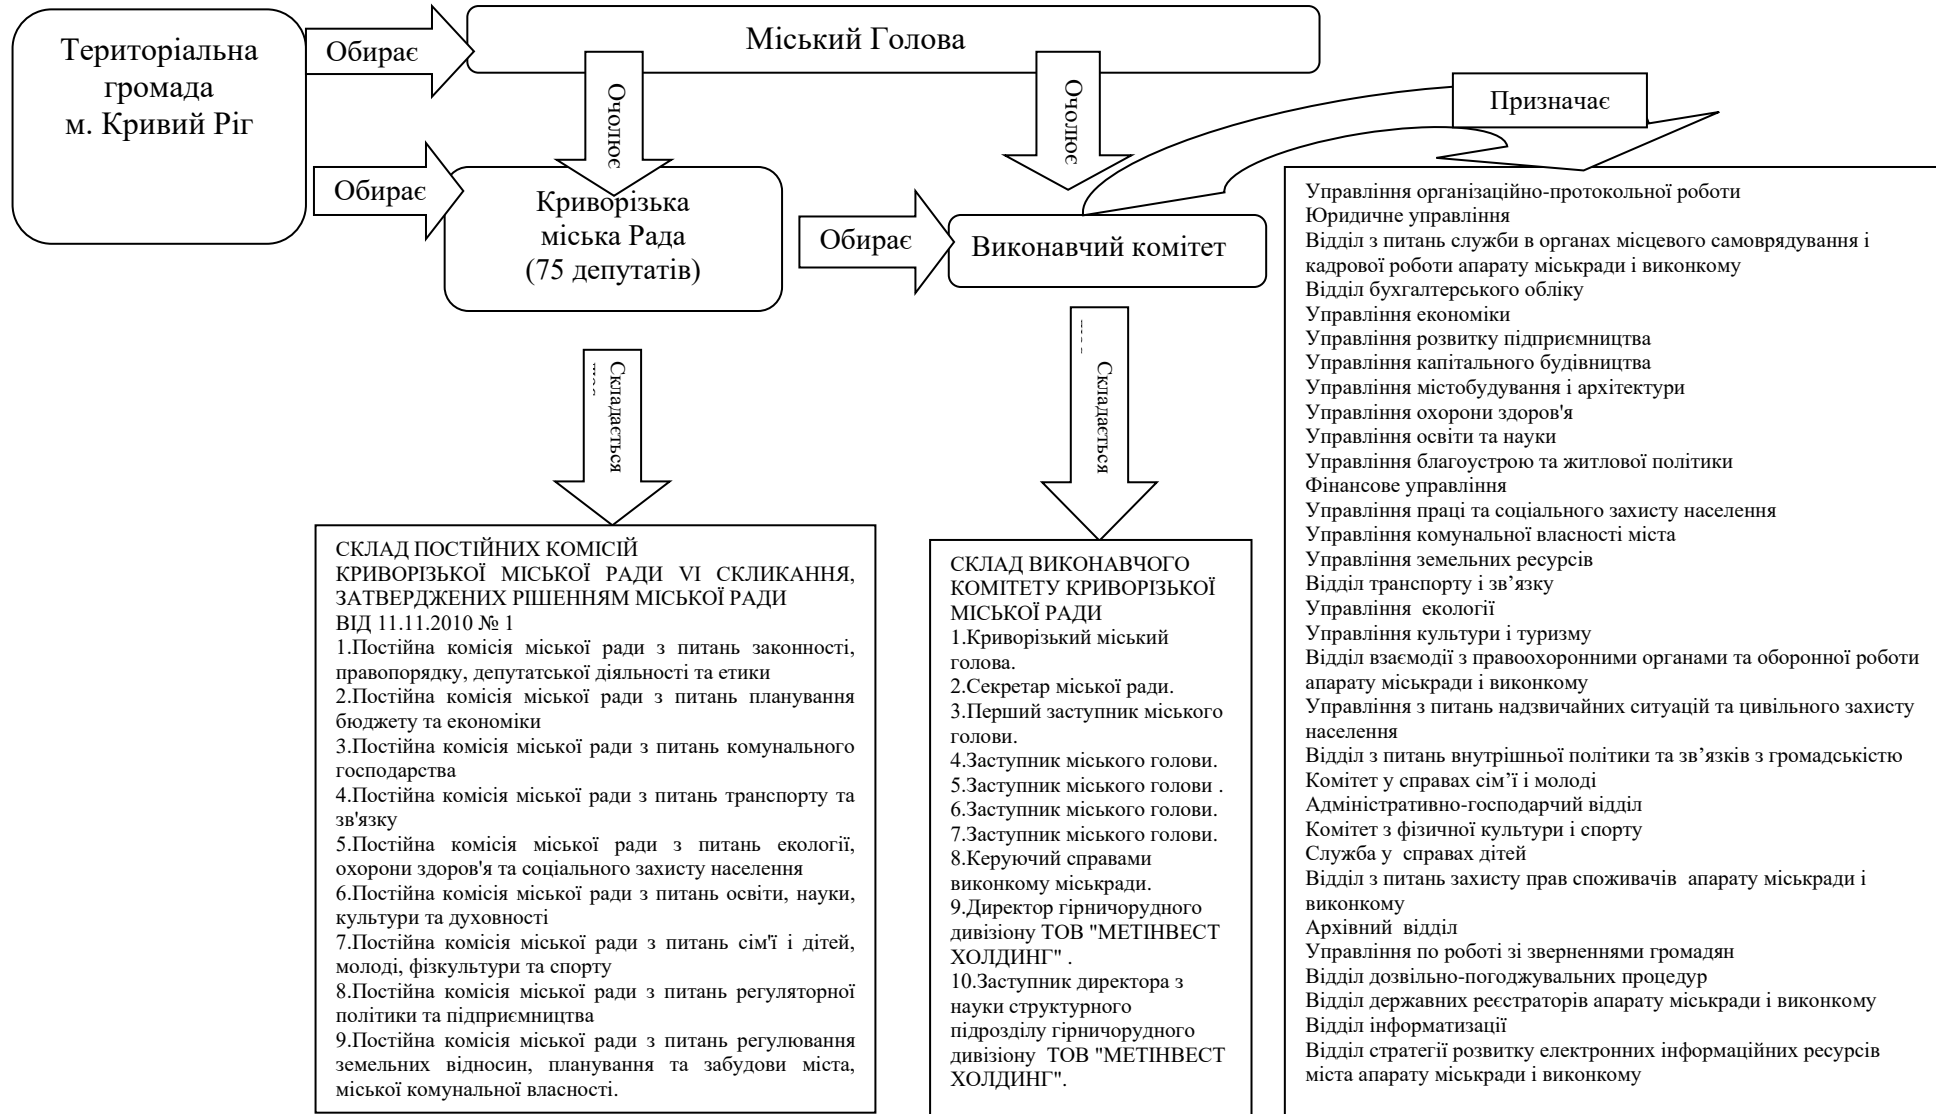 Територіальна
громада
м. Кривий Ріг
Обирає
Міський Голова
Обирає
Очолює
Очолює
Призначає
Криворізька
міська Рада
(75 депутатів)
Обирає
Виконавчий комітет
Складається
Складається
СКЛАД ПОСТІЙНИХ КОМІСІЙ
КРИВОРІЗЬКОЇ МІСЬКОЇ РАДИ VI СКЛИКАННЯ,
ЗАТВЕРДЖЕНИХ РІШЕННЯМ МІСЬКОЇ РАДИ
ВІД 11.11.2010 № 1
1.Постійна комісія міської ради з питань законності,
правопорядку, депутатської діяльності та етики
2.Постійна комісія міської ради з питань планування
бюджету та економіки
3.Постійна комісія міської ради з питань комунального
господарства
4.Постійна комісія міської ради з питань транспорту та
зв'язку
5.Постійна комісія міської ради з питань екології,
охорони здоров'я та соціального захисту населення
6.Постійна комісія міської ради з питань освіти, науки,
культури та духовності
7.Постійна комісія міської ради з питань сім'ї і дітей,
молоді, фізкультури та спорту
8.Постійна комісія міської ради з питань регуляторної
політики та підприємництва
9.Постійна комісія міської ради з питань регулювання
земельних відносин, планування та забудови міста,
міської комунальної власності.
СКЛАД ВИКОНАВЧОГО
КОМІТЕТУ КРИВОРІЗЬКОЇ
МІСЬКОЇ РАДИ
1.Криворізький міський
голова.
2.Секретар міської ради.
3.Перший заступник міського
голови.
4.Заступник міського голови.
5.Заступник міського голови .
6.Заступник міського голови.
7.Заступник міського голови.
8.Керуючий справами
виконкому міськради.
9.Директор гірничорудного
дивізіону ТОВ "МЕТІНВЕСТ
ХОЛДИНГ" .
10.Заступник директора з
науки структурного
підрозділу гірничорудного
дивізіону ТОВ "МЕТІНВЕСТ
ХОЛДИНГ".
Управління організаційно-протокольної роботи
Юридичне управління
Відділ з питань служби в органах місцевого самоврядування і
кадрової роботи апарату міськради і виконкому
Відділ бухгалтерського обліку
Управління економіки
Управління розвитку підприємництва
Управління капітального будівництва
Управління містобудування і архітектури
Управління охорони здоров'я
Управління освіти та науки
Управління благоустрою та житлової політики
Фінансове управління
Управління праці та соціального захисту населення
Управління комунальної власності міста
Управління земельних ресурсів
Відділ транспорту і зв’язку
Управління екології
Управління культури і туризму
Відділ взаємодії з правоохоронними органами та оборонної роботи
апарату міськради і виконкому
Управління з питань надзвичайних ситуацій та цивільного захисту
населення
Відділ з питань внутрішньої політики та зв’язків з громадськістю
Комітет у справах сім’ї і молоді
Адміністративно-господарчий відділ
Комітет з фізичної культури і спорту
Служба у справах дітей
Відділ з питань захисту прав споживачів апарату міськради і
виконкому
Архівний відділ
Управління по роботі зі зверненнями громадян
Відділ дозвільно-погоджувальних процедур
Відділ державних реєстраторів апарату міськради і виконкому
Відділ інформатизації
Відділ стратегії розвитку електронних інформаційних ресурсів
міста апарату міськради і виконкому